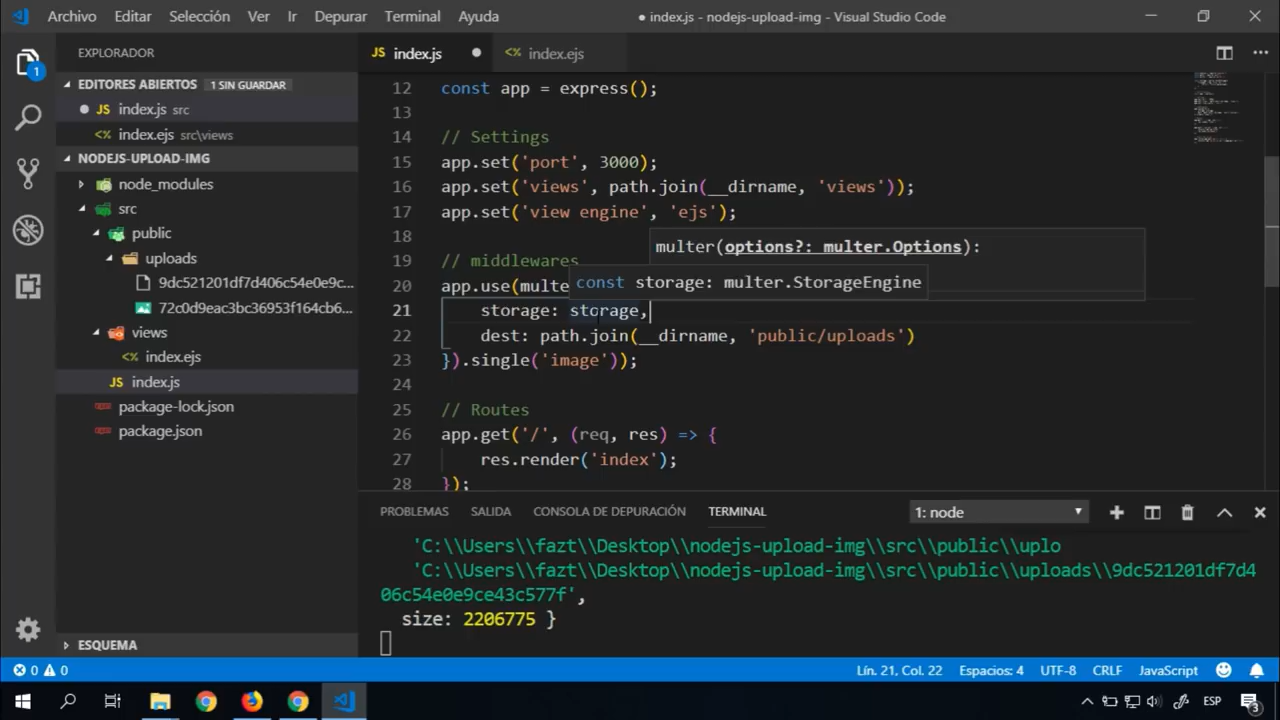 Archivo Editar Selección Ver Ir Depurar Terminal Ayuda
● index.js - nodejs-upload-img - Visual Studio Code
EXPLORADOR
EDITORES ABIERTOS 1 SIN GUARDAR
JS index.js src
<% index.ejs src\views
NODEJS-UPLOAD-IMG
node_modules
src
public
uploads
9dc521201df7d406c54e0e9c...
72c0d9eac3bc36953f164cb6...
views
<% index.ejs
JS index.js
package-lock.json
package.json
ESQUEMA
JS index.js ●
<% index.ejs
12 const app = express();
13
14 // Settings
15 app.set('port', 3000);
16 app.set('views', path.join(__dirname, 'views'));
17 app.set('view engine', 'ejs');
18
multer(options?: multer.Options):
19 // middlewares
const storage: multer.StorageEngine
20 app.use(multe
21 storage: storage,
22 dest: path.join(__dirname, 'public/uploads')
23 }).single('image'));
24
25 // Routes
26 app.get('/', (req, res) => {
27 res.render('index');
28 });
PROBLEMAS SALIDA CONSOLA DE DEPURACIÓN TERMINAL 1: node
'C:\\Users\\fazt\\Desktop\\nodejs-upload-img\\src\\public\\uplo
'C:\\Users\\fazt\\Desktop\\nodejs-upload-img\\src\\public\\uploads\\9dc521201df7d4
06c54e0e9ce43c577f',
size: 2206775 }
0 0 Lín. 21, Col. 22 Espacios: 4 UTF-8 CRLF JavaScript
ESP 3
1